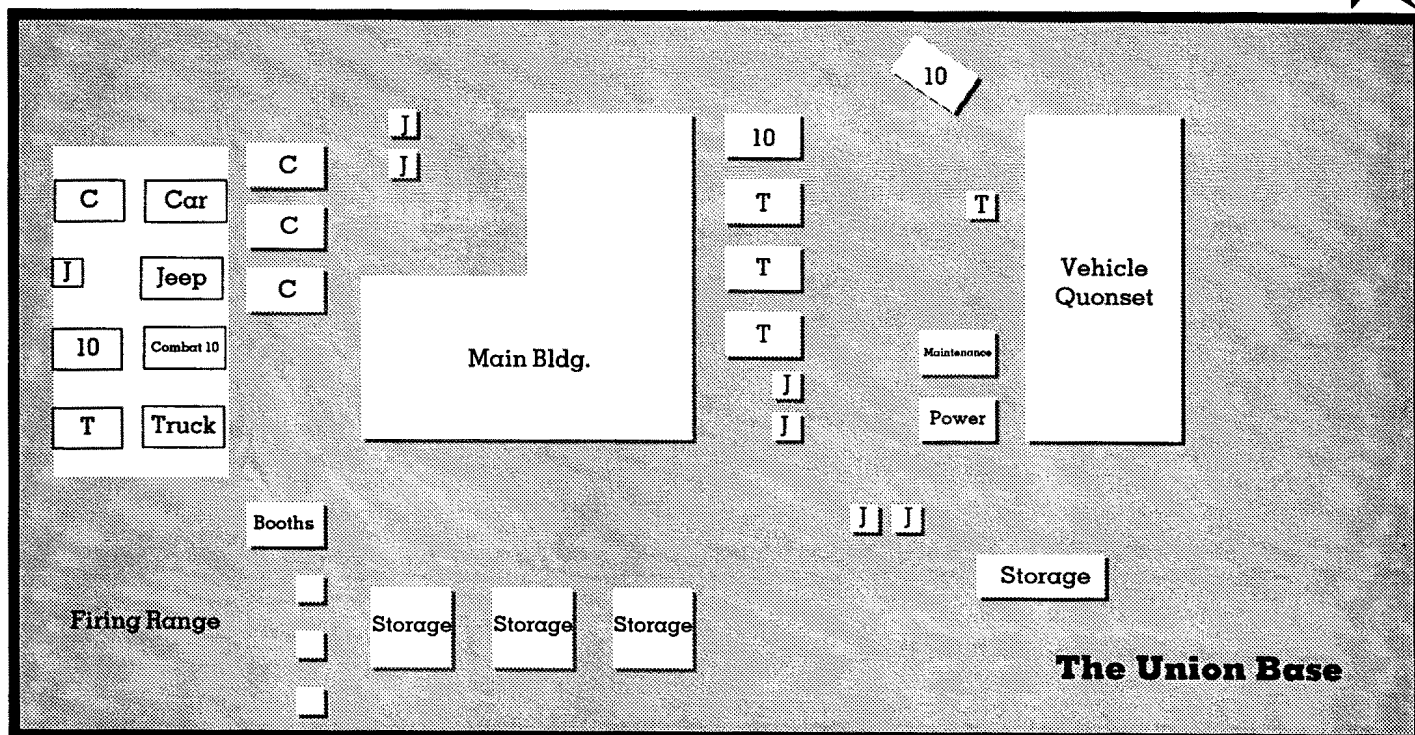 10
J
10
C
J
C
Car
T
T
C
J
Jeep
T
Vehicle
Quonset
C
10
Combat 10
T
Main Bldg.
Maintenance
J
T
Truck
J
Power
Booths
J
J
Storage
Firing Range
Storage
Storage
Storage
The Union Base